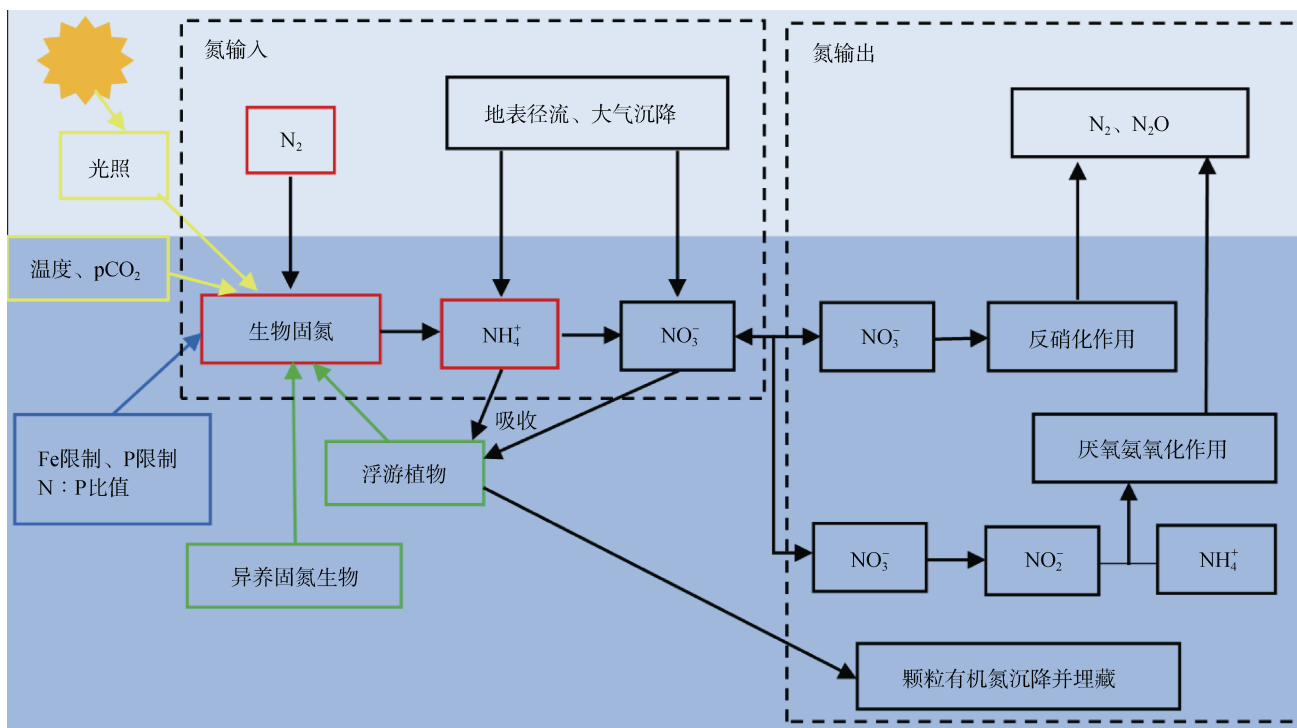 氮输入
氮输出
N₂
地表径流、大气沉降
N₂、N₂O
光照
温度、pCO₂
生物固氮
NH₄⁺
NO₃⁻
NO₃⁻
反硝化作用
吸收
Fe限制、P限制
N：P比值
浮游植物
厌氧氨氧化作用
异养固氮生物
NO₃⁻
NO₂⁻
NH₄⁺
颗粒有机氮沉降并埋藏